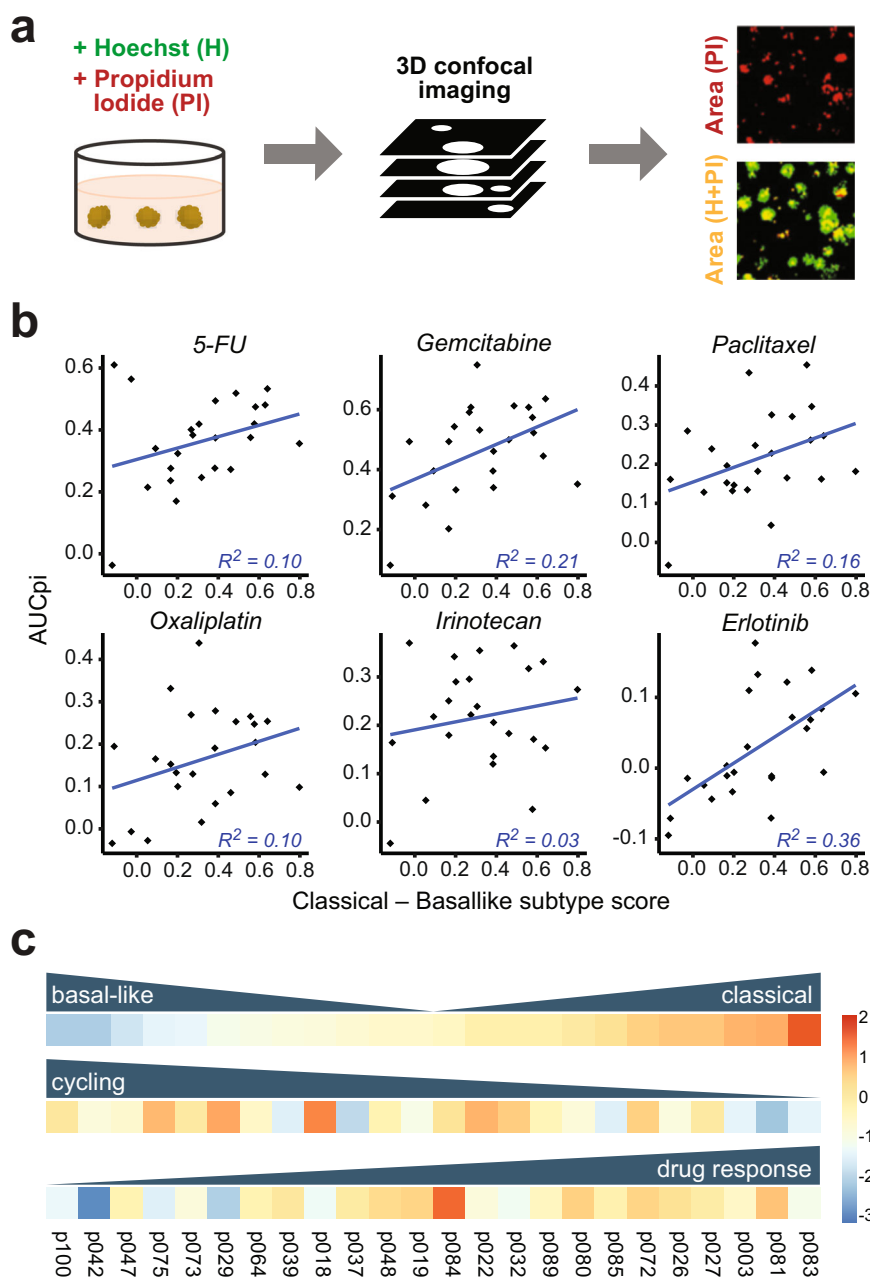 a
+ Hoechst (H)
+ Propidium
Iodide (PI)
3D confocal
imaging
Area (PI)
Area (H+PI)
b
5-FU
Gemcitabine
Paclitaxel
0.6
0.4
0.2
0.0
R² = 0.10
0.0 0.2 0.4 0.6 0.8
0.6
0.4
0.2
R² = 0.21
0.0 0.2 0.4 0.6 0.8
0.4
0.3
0.2
0.1
0.0
R² = 0.16
0.0 0.2 0.4 0.6 0.8
AUCpi
Oxaliplatin
Irinotecan
Erlotinib
0.4
0.3
0.2
0.1
0.0
R² = 0.10
0.0 0.2 0.4 0.6 0.8
0.3
0.2
0.1
0.0
R² = 0.03
0.0 0.2 0.4 0.6 0.8
0.1
0.0
-0.1
R² = 0.36
0.0 0.2 0.4 0.6 0.8
Classical – Basallike subtype score
c
basal-like
classical
cycling
drug response
2
1
0
-1
-2
-3
p100 p042 p047 p075 p073 p029 p064 p039 p018 p037 p048 p019 p084 p022 p032 p089 p080 p085 p072 p026 p027 p003 p081 p083